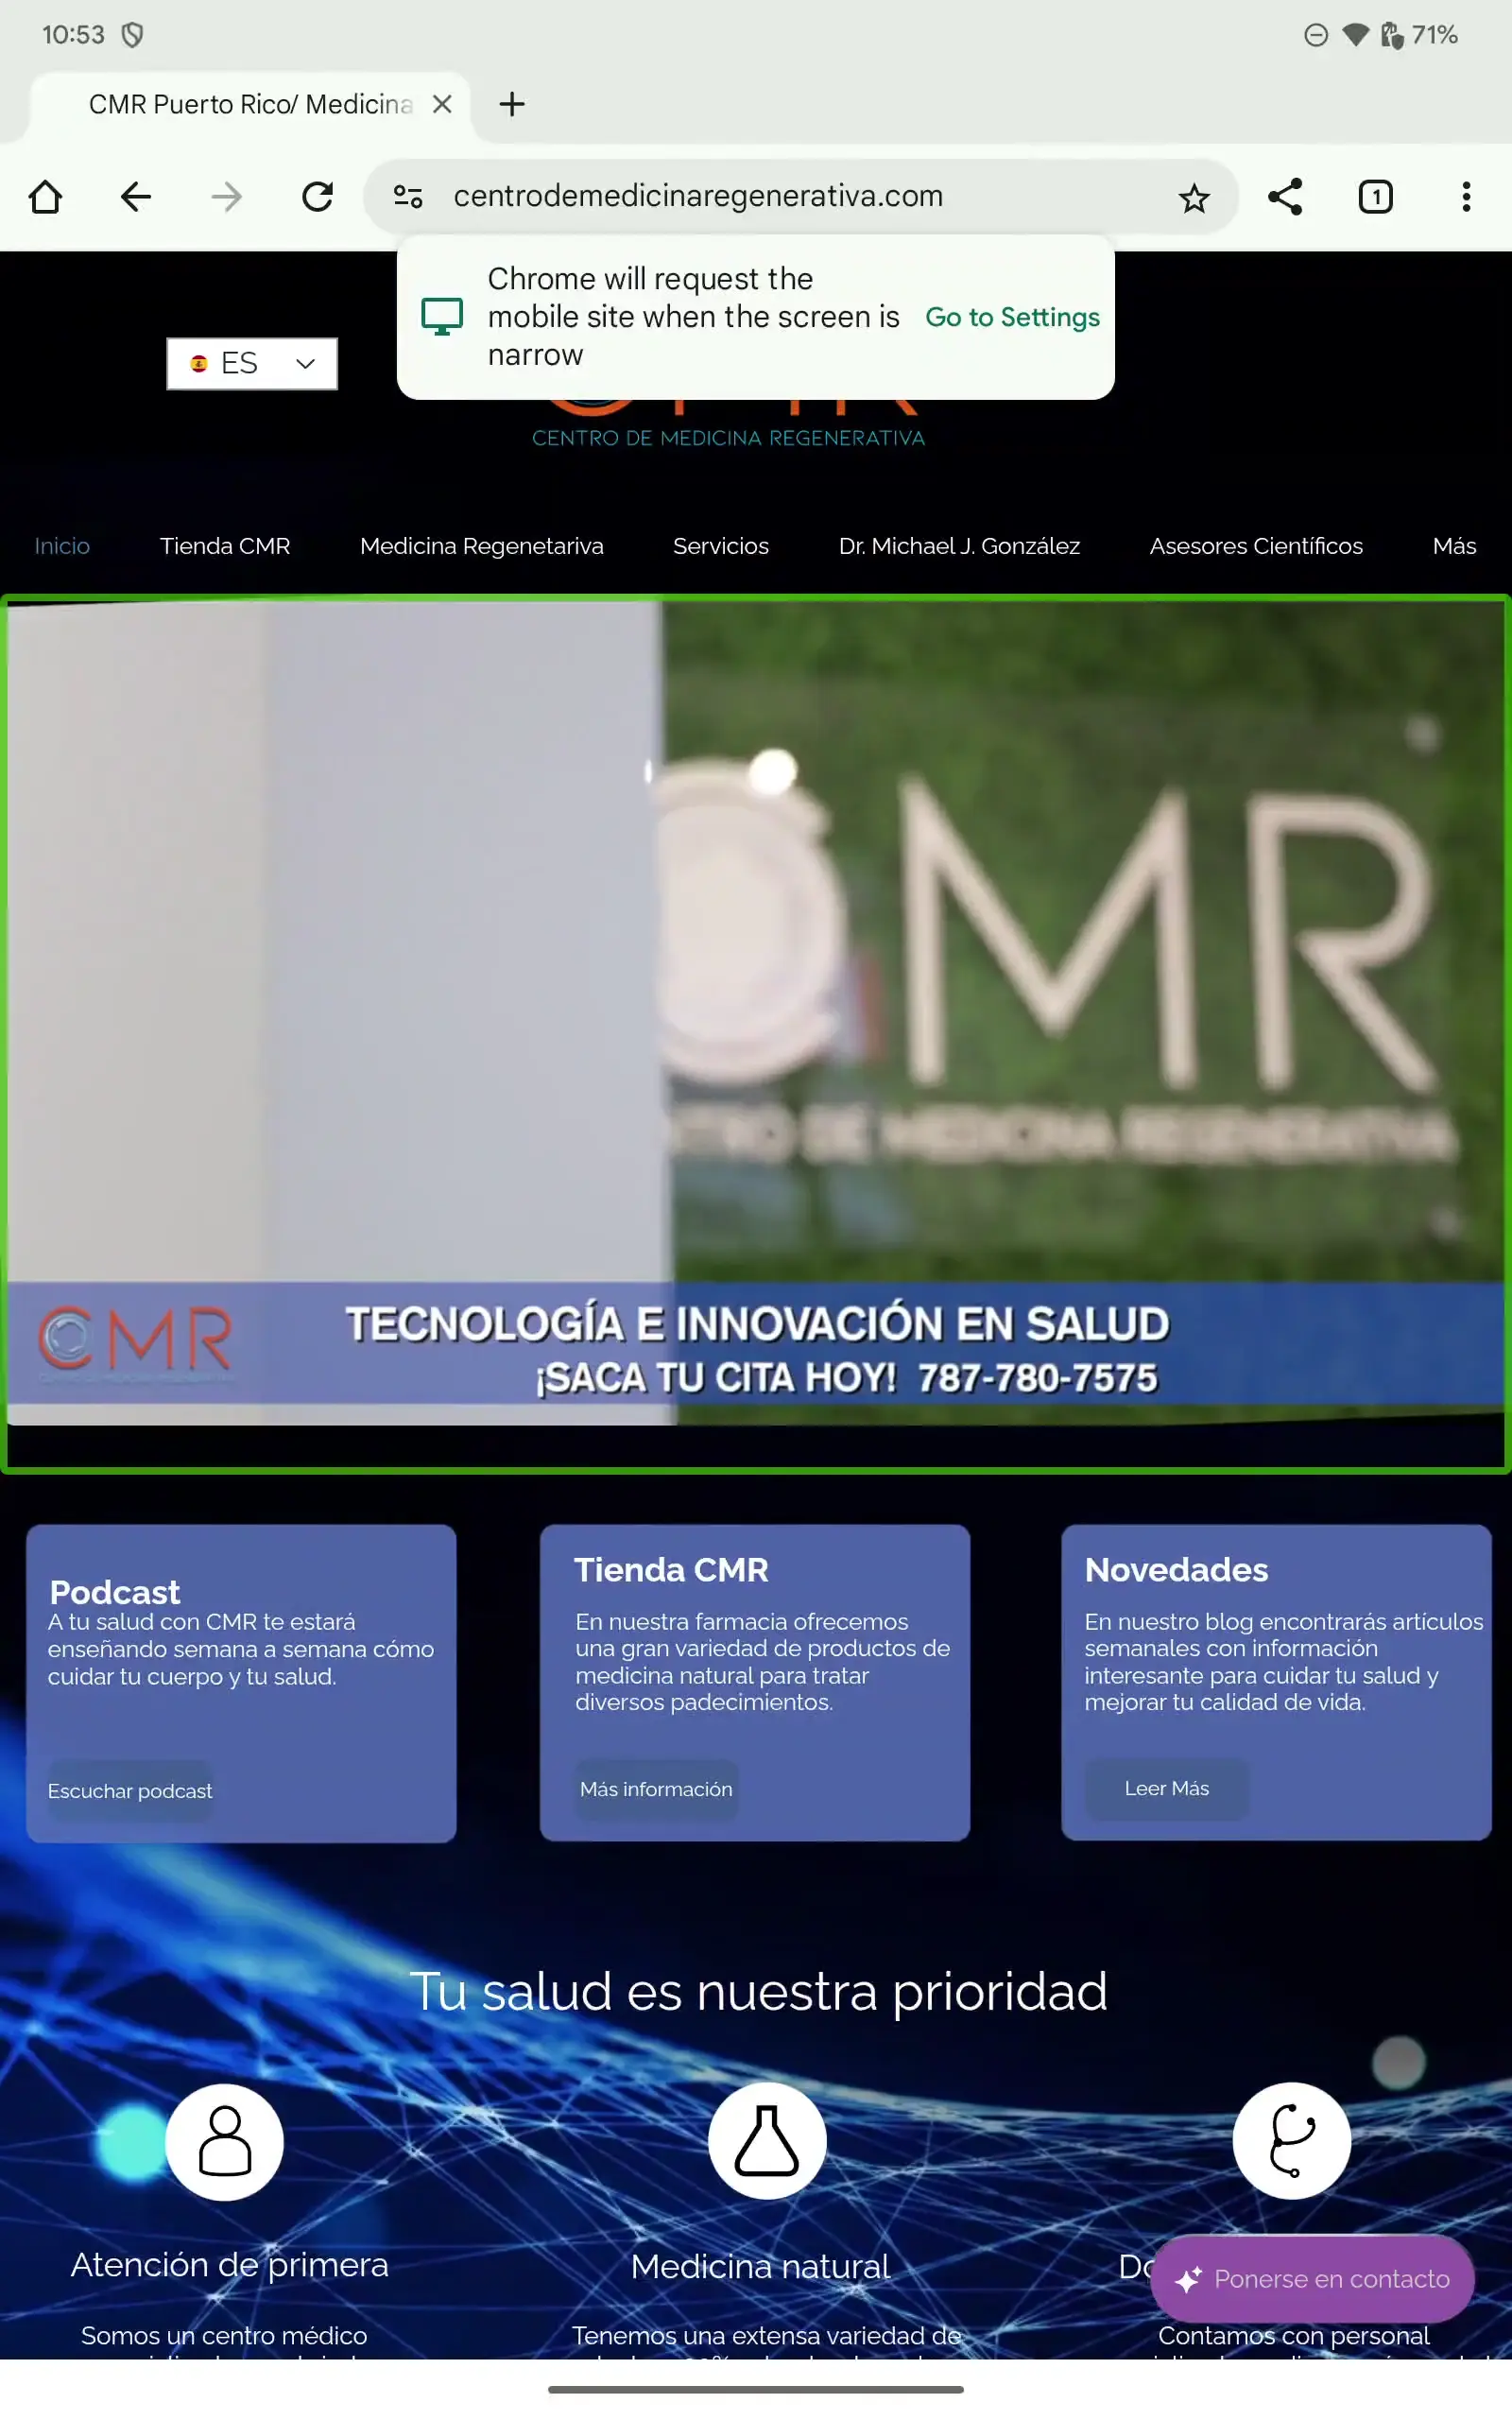 10:53
71%
CMR Puerto Rico/ Medicina
centrodemedicinaregenerativa.com
1
Chrome will request the
mobile site when the screen is
narrow
Go to Settings
ES
CENTRO DE MEDICINA REGENERATIVA
Inicio
Tienda CMR
Medicina Regenetariva
Servicios
Dr. Michael J. González
Asesores Científicos
Más
CMR
DE MEDICINA REGENERATIVA
CMR
TECNOLOGÍA E INNOVACIÓN EN SALUD
¡SACA TU CITA HOY! 787-780-7575
Podcast
A tu salud con CMR te estará
enseñando semana a semana cómo
cuidar tu cuerpo y tu salud.
Escuchar podcast
Tienda CMR
En nuestra farmacia ofrecemos
una gran variedad de productos de
medicina natural para tratar
diversos padecimientos.
Más información
Novedades
En nuestro blog encontrarás artículos
semanales con información
interesante para cuidar tu salud y
mejorar tu calidad de vida.
Leer Más
Tu salud es nuestra prioridad
Atención de primera
Somos un centro médico
Medicina natural
Tenemos una extensa variedad de
Ponerse en contacto
Contamos con personal